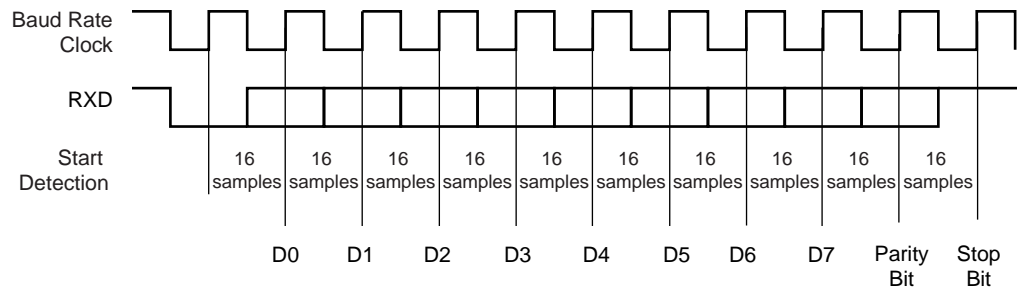 Baud Rate
Clock
RXD
Start
Detection
16 16 16 16 16 16 16 16 16 16
samples samples samples samples samples samples samples samples samples samples
D0 D1 D2 D3 D4 D5 D6 D7 Parity Stop
Bit Bit